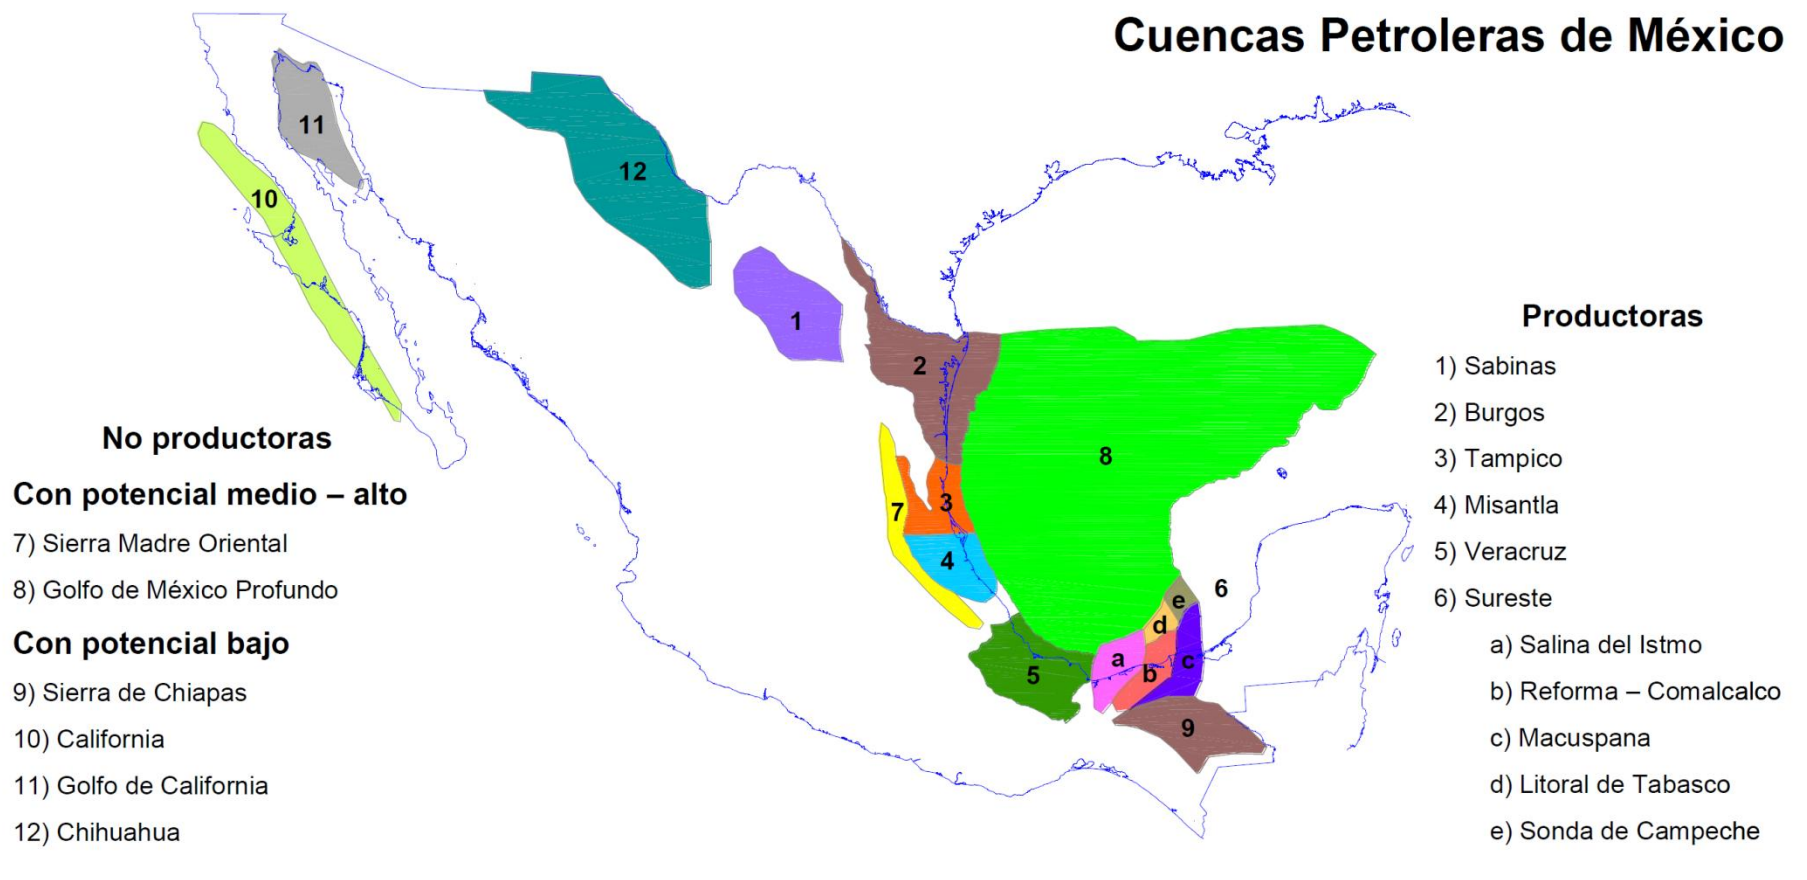 Cuencas Petroleras de México
11
12
10
1
2
8
3
7
4
6
e
d
a
c
b
5
9
No productoras
Con potencial medio – alto
7) Sierra Madre Oriental
8) Golfo de México Profundo
Con potencial bajo
9) Sierra de Chiapas
10) California
11) Golfo de California
12) Chihuahua
Productoras
1) Sabinas
2) Burgos
3) Tampico
4) Misantla
5) Veracruz
6) Sureste
a) Salina del Istmo
b) Reforma – Comalcalco
c) Macuspana
d) Litoral de Tabasco
e) Sonda de Campeche